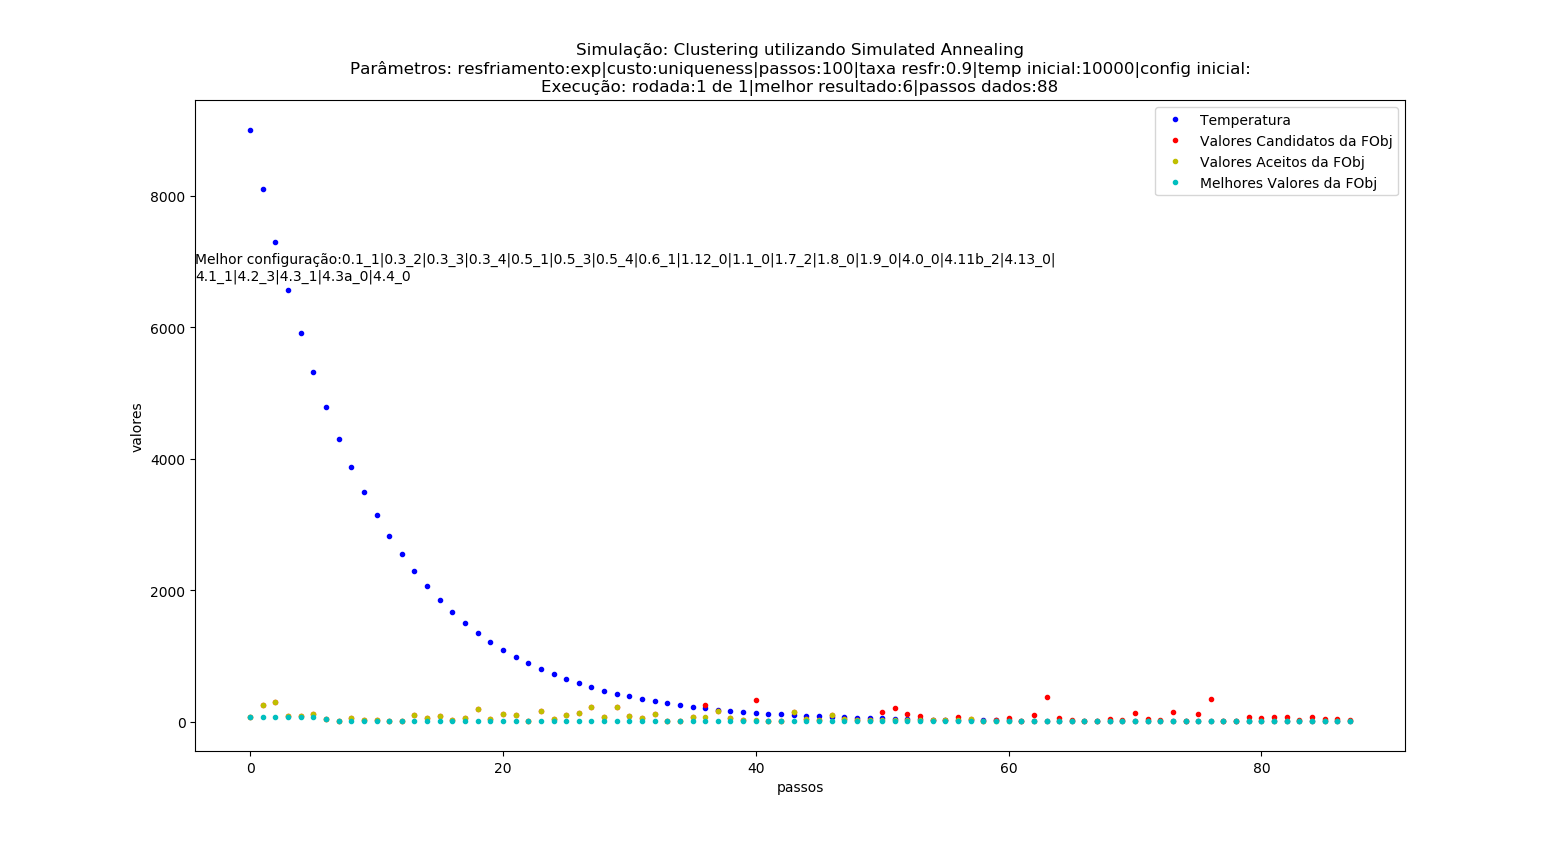 Simulação: Clustering utilizando Simulated Annealing
Parâmetros: resfriamento:exp|custo:uniqueness|passos:100|taxa resfr:0.9|temp inicial:10000|config inicial:
Execução: rodada:1 de 1|melhor resultado:6|passos dados:88
Temperatura
Valores Candidatos da FObj
Valores Aceitos da FObj
Melhores Valores da FObj
8000
Melhor configuração:0.1_1|0.3_2|0.3_3|0.3_4|0.5_1|0.5_3|0.5_4|0.6_1|1.12_0|1.1_0|1.7_2|1.8_0|1.9_0|4.0_0|4.11b_2|4.13_0|
4.1_1|4.2_3|4.3_1|4.3a_0|4.4_0
6000
valores
4000
2000
0
0 20 40 60 80
passos